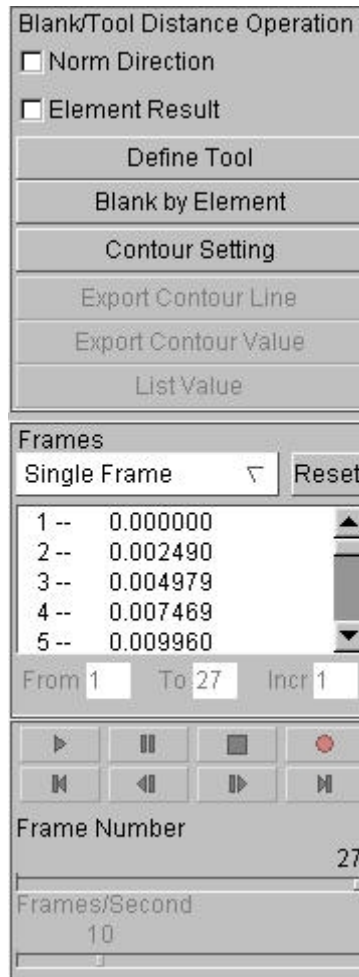 Blank/Tool Distance Operation
Norm Direction
Element Result
Define Tool
Blank by Element
Contour Setting
Export Contour Line
Export Contour Value
List Value
Frames
Single Frame Reset
1 -- 0.000000
2 -- 0.002490
3 -- 0.004979
4 -- 0.007469
5 -- 0.009960
From 1 To 27 Incr 1
Frame Number
27
Frames/Second
10